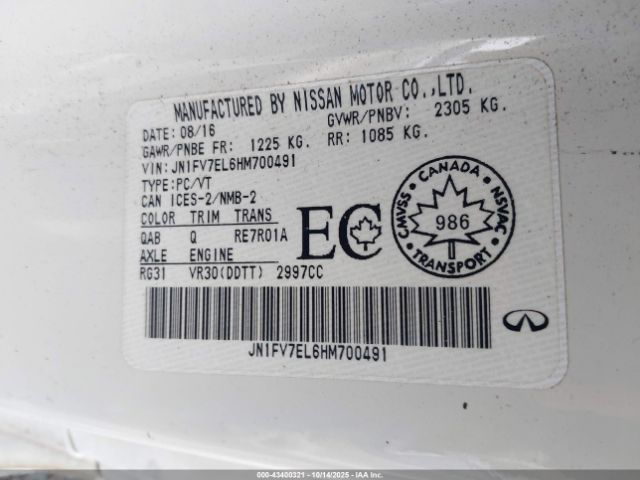 MANUFACTURED BY NISSAN MOTOR CO.,LTD.
DATE: 08/16 GVWR/PNBV: 2305 KG.
GAWR/PNBE FR: 1225 KG. RR: 1085 KG.
VIN: JN1FV7EL6HM700491
TYPE: PC/VT
CAN ICES-2/NMB-2
COLOR TRIM TRANS
QAB Q RE7R01A
AXLE ENGINE
RG31 VR30(DDTT) 2997CC
EC
CANADA
CMVSS
986
NSVAC
TRANSPORT
JN1FV7EL6HM700491
000-43400321 - 10/14/2025 - IAAI.com